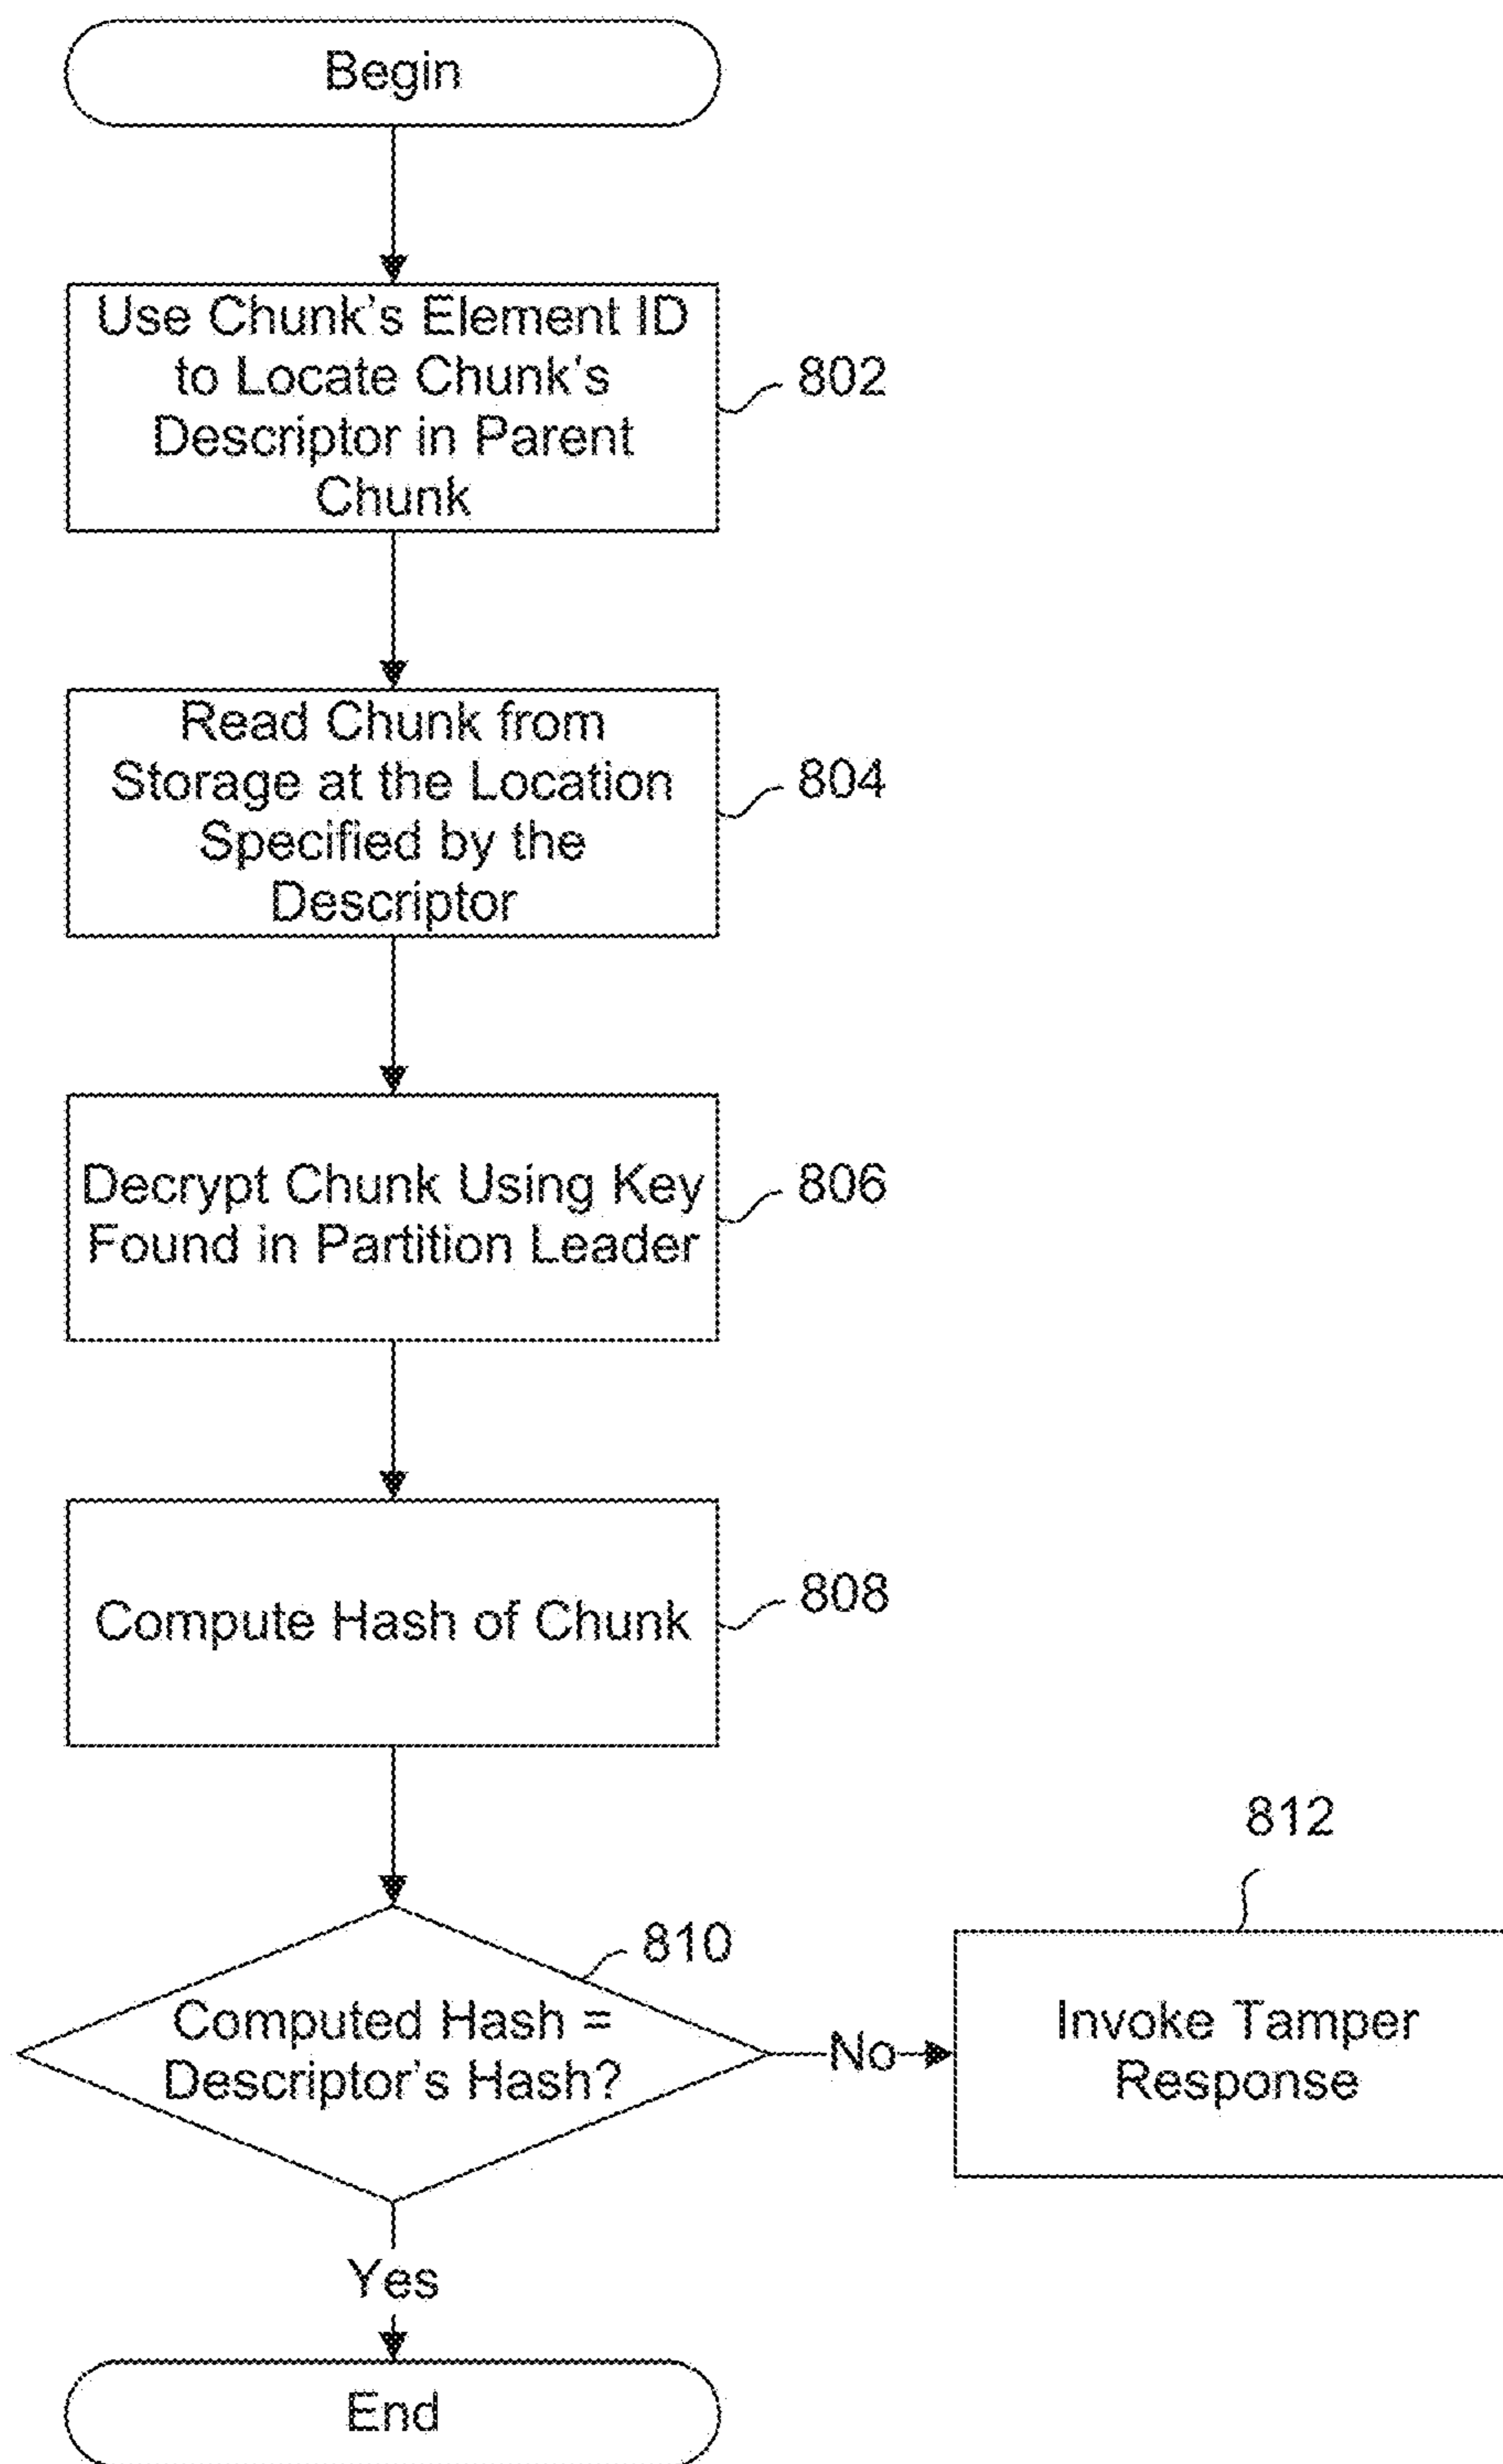 Begin
Use Chunk's Element ID
to Locate Chunk's
Descriptor in Parent
Chunk
802
Read Chunk from
Storage at the Location
Specified by the
Descriptor
804
Decrypt Chunk Using Key
Found in Partition Leader
806
Compute Hash of Chunk
808
810
Computed Hash =
Descriptor's Hash?
No
812
Invoke Tamper
Response
Yes
End